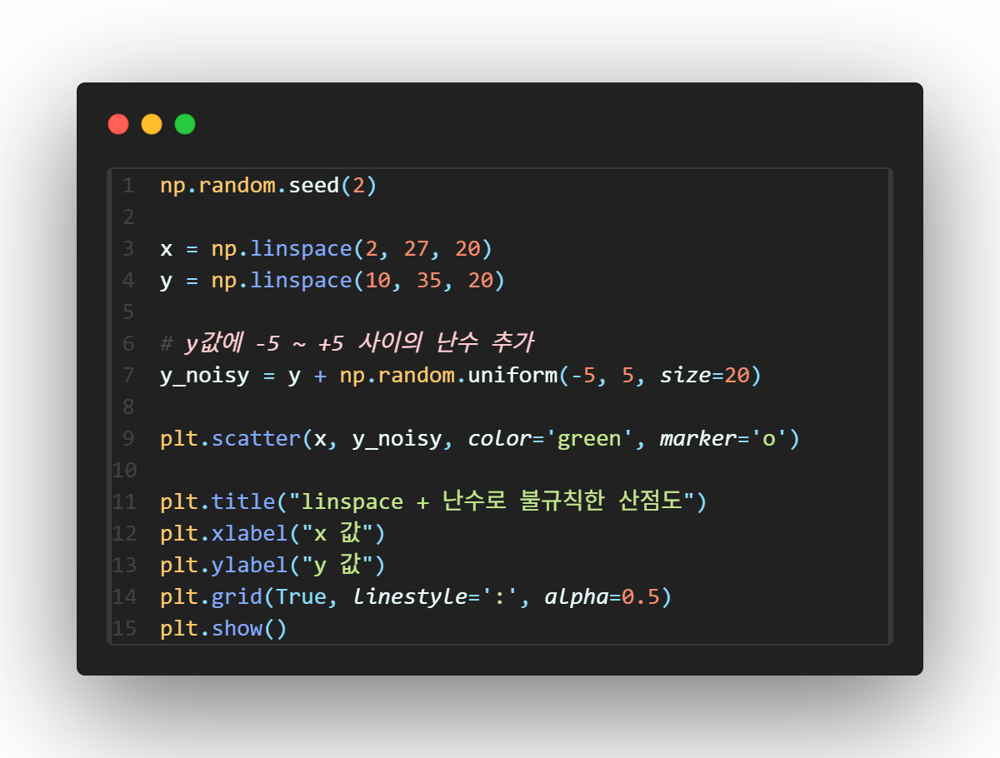 1 np.random.seed(2)
2
3 x = np.linspace(2, 27, 20)
4 y = np.linspace(10, 35, 20)
5
6 # y값에 -5 ~ +5 사이의 난수 추가
7 y_noisy = y + np.random.uniform(-5, 5, size=20)
8
9 plt.scatter(x, y_noisy, color='green', marker='o')
10
11 plt.title("linspace + 난수로 불규칙한 산점도")
12 plt.xlabel("x 값")
13 plt.ylabel("y 값")
14 plt.grid(True, linestyle=':', alpha=0.5)
15 plt.show()